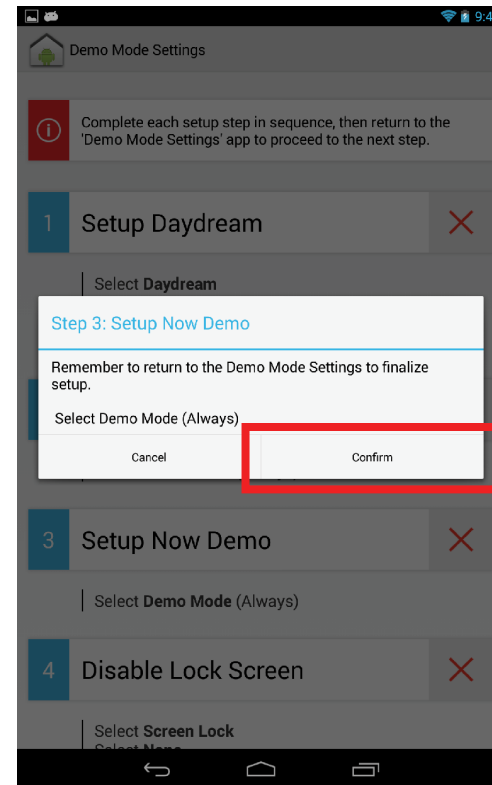 9:4
Demo Mode Settings
Complete each setup step in sequence, then return to the
'Demo Mode Settings' app to proceed to the next step.
1 Setup Daydream
Select Daydream
Step 3: Setup Now Demo
Remember to return to the Demo Mode Settings to finalize
setup.
Select Demo Mode (Always)
Cancel Confirm
3 Setup Now Demo
Select Demo Mode (Always)
4 Disable Lock Screen
Select Screen Lock
Select None